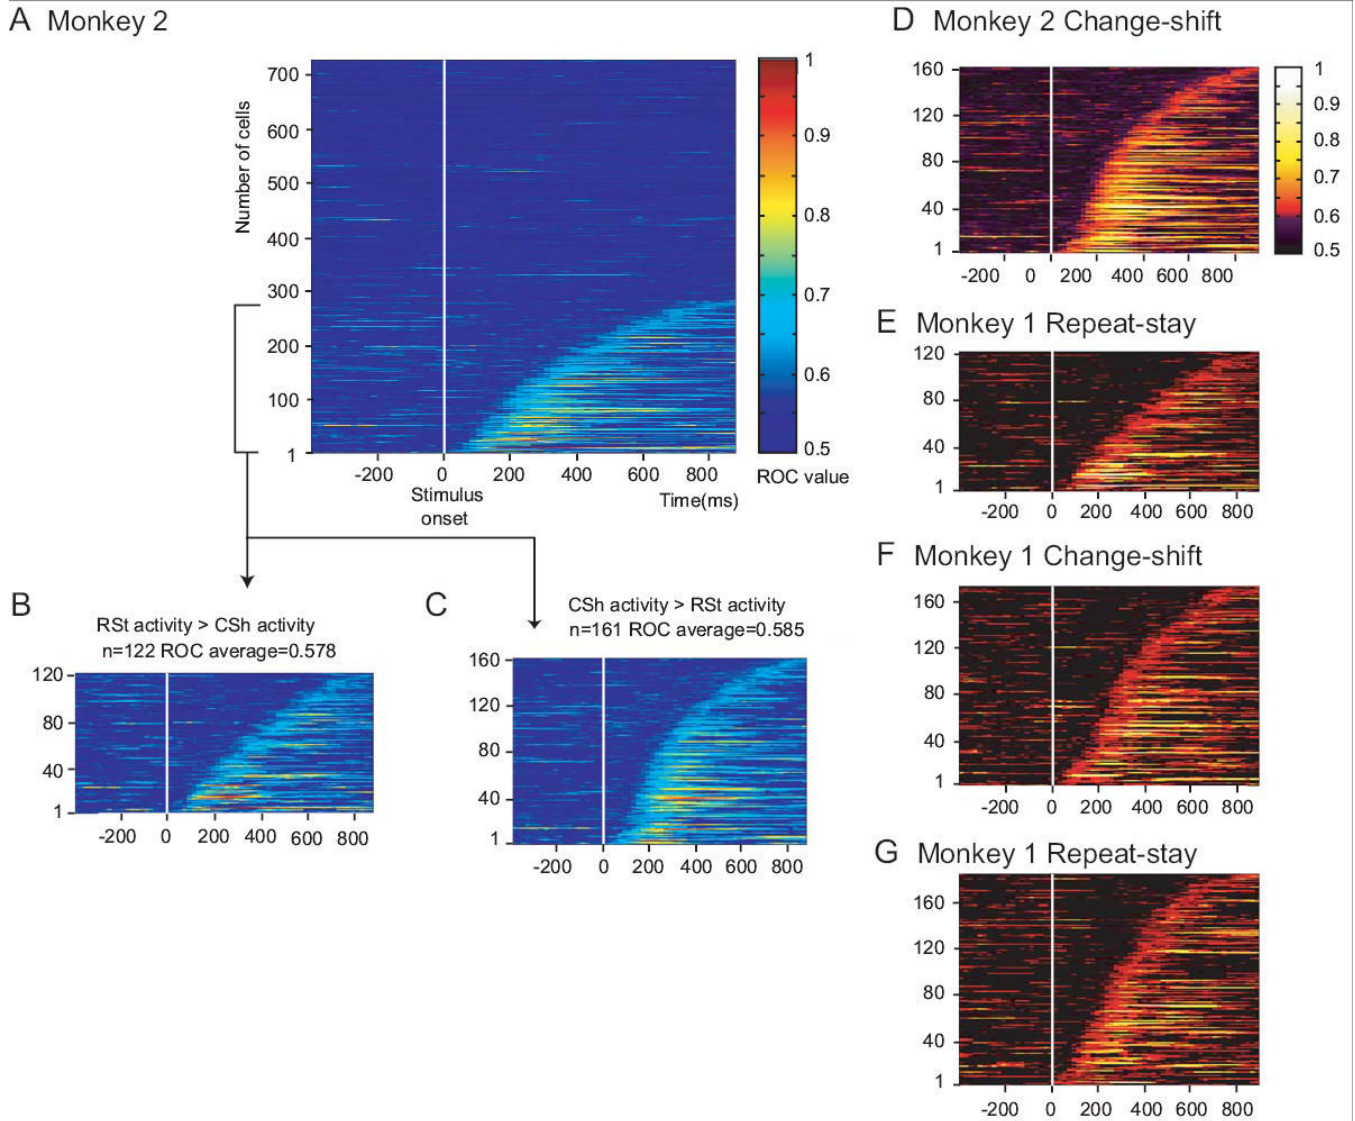 A Monkey 2
700
600
500
400
300
200
100
1
Number of cells
-200 0 200 400 600 800
Stimulus
onset
Time(ms)
1
0.9
0.8
0.7
0.6
0.5
ROC value
B
RSt activity > CSh activity
n=122 ROC average=0.578
120
80
40
1
-200 0 200 400 600 800
C
CSh activity > RSt activity
n=161 ROC average=0.585
160
120
80
40
1
-200 0 200 400 600 800
D Monkey 2 Change-shift
160
120
80
40
1
-200 0 200 400 600 800
1
0.9
0.8
0.7
0.6
0.5
E Monkey 1 Repeat-stay
120
80
40
1
-200 0 200 400 600 800
F Monkey 1 Change-shift
160
120
80
40
1
-200 0 200 400 600 800
G Monkey 1 Repeat-stay
160
120
80
40
1
-200 0 200 400 600 800